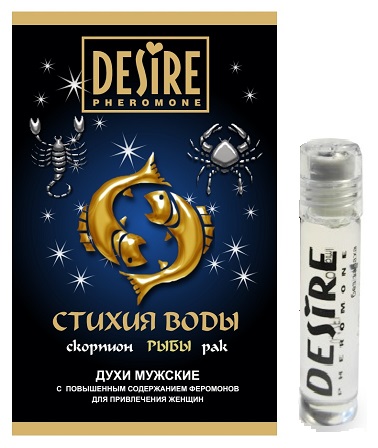 DESIRE
PHEROMONE
СТИХИЯ ВОДЫ
скорпион РЫБЫ рак
ДУХИ МУЖСКИЕ
С ПОВЫШЕННЫМ СОДЕРЖАНИЕМ ФЕРОМОНОВ
ДЛЯ ПРИВЛЕЧЕНИЯ ЖЕНЩИН
DESIRE
PHEROMONE